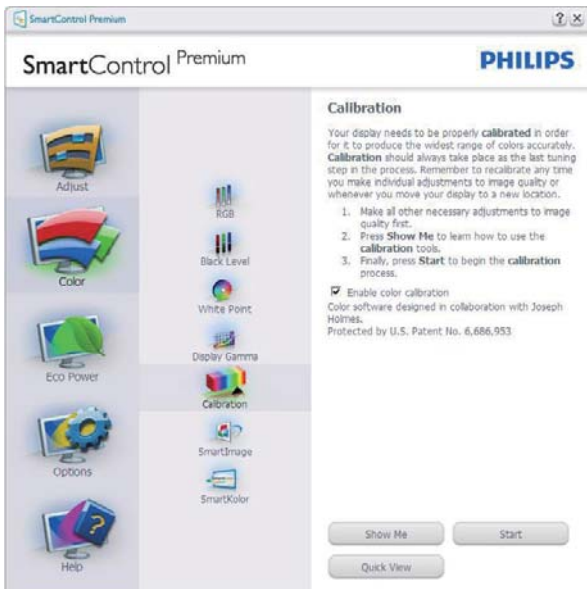 SmartControl Premium
SmartControl Premium
PHILIPS
Adjust
Color
Eco Power
Options
Help
RGB
Black Level
White Point
Display Gamma
Calibration
SmartImage
SmartKolor
Calibration
Your display needs to be properly calibrated in order
for it to produce the widest range of colors accurately.
Calibration should always take place as the last tuning
step in the process. Remember to recalibrate any time
you make individual adjustments to image quality or
whenever you move your display to a new location.
1. Make all other necessary adjustments to image
quality first.
2. Press Show Me to learn how to use the
calibration tools.
3. Finally, press Start to begin the calibration
process.
Enable color calibration
Color software designed in collaboration with Joseph
Holmes.
Protected by U.S. Patent No. 6,686,953
Show Me
Start
Quick View